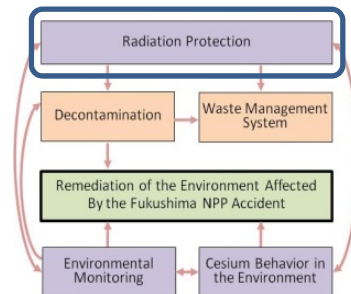 Radiation Protection
Decontamination
Waste Management
System
Remediation of the Environment Affected
By the Fukushima NPP Accident
Environmental
Monitoring
Cesium Behavior in
the Environment